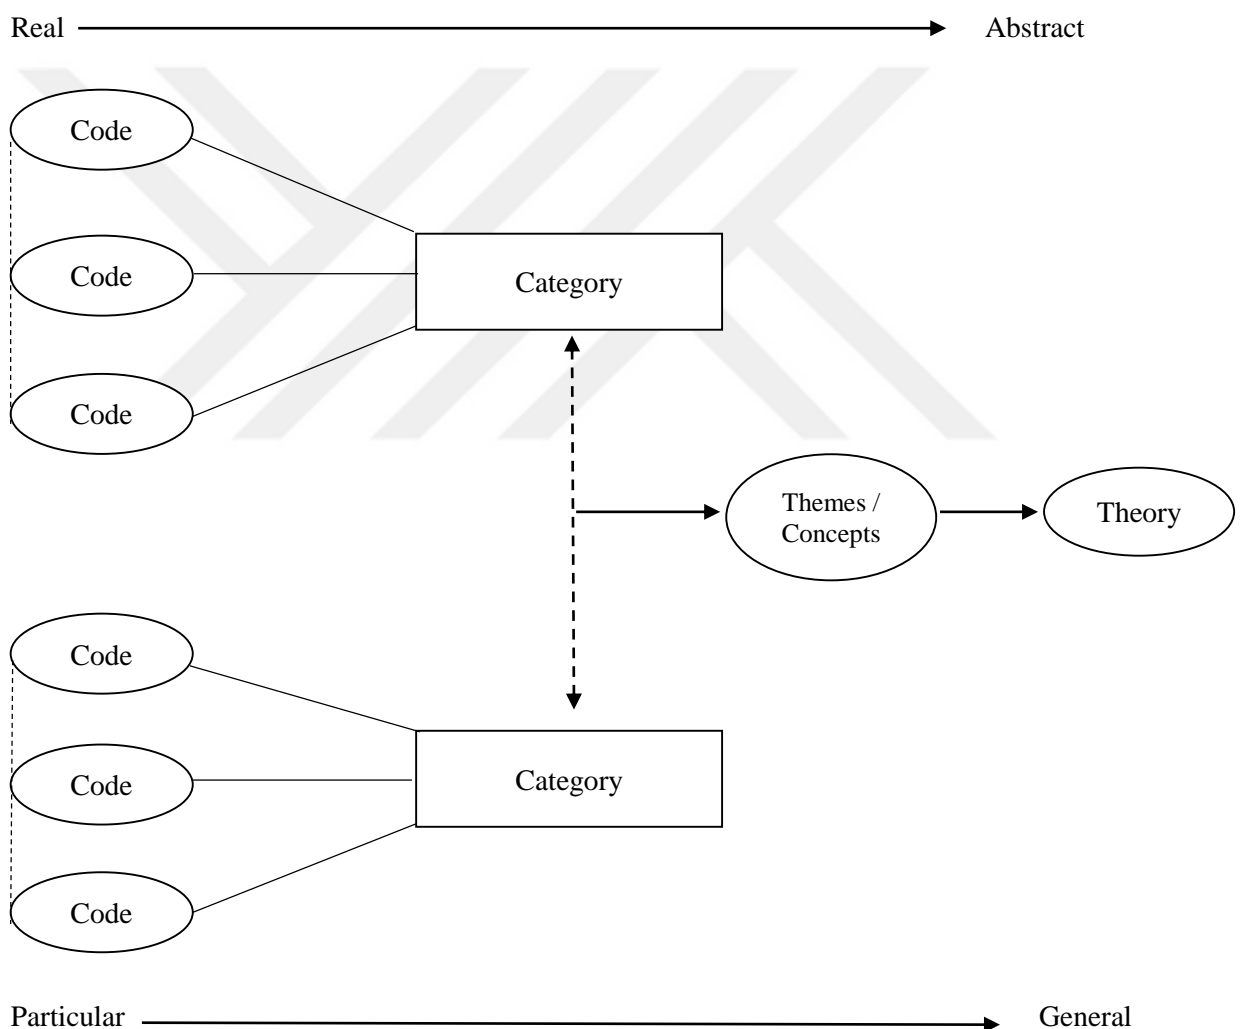 Real
Abstract
Code
Code
Category
Code
Themes /
Concepts
Theory
Code
Code
Category
Code
Particular
General